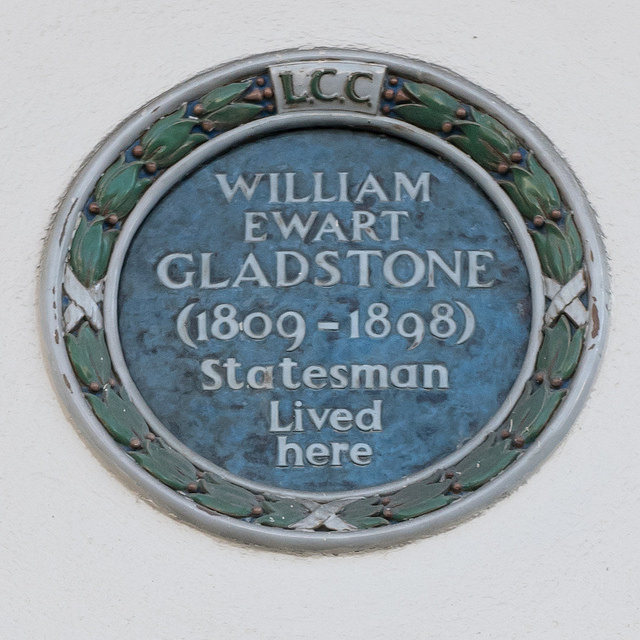 L.C.C
WILLIAM
EWART
GLADSTONE
(1809-1898)
Statesman
Lived
here